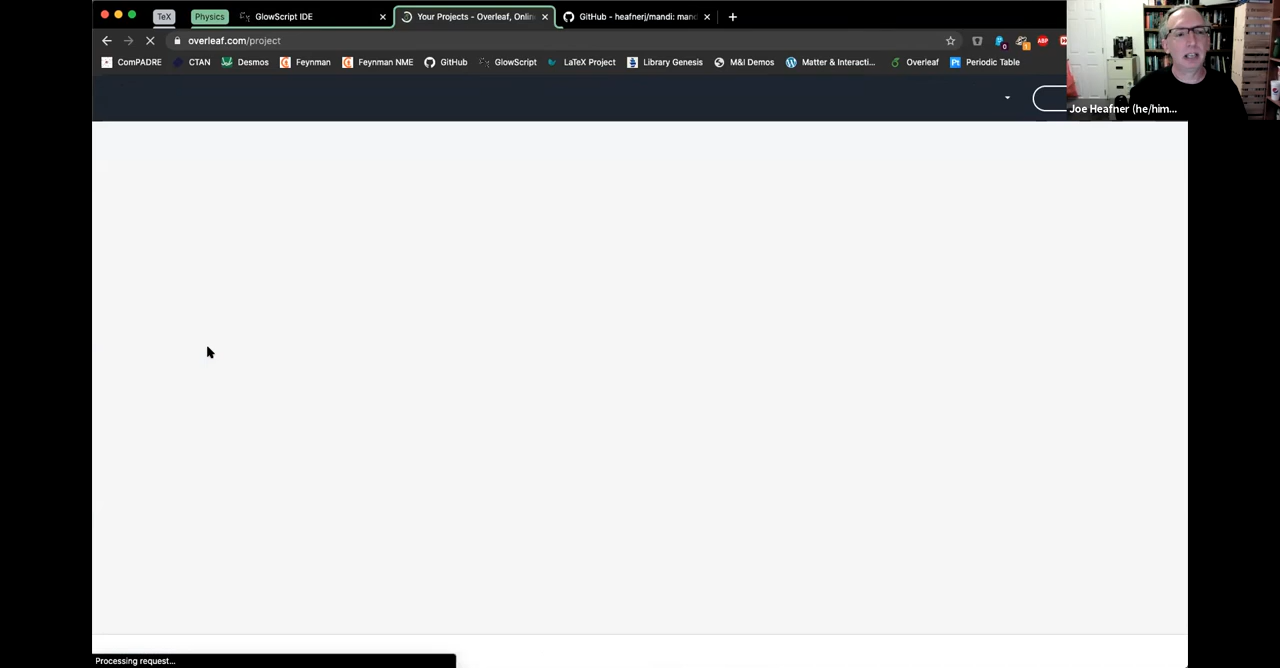 TeX Physics GlowScript IDE Your Projects - Overleaf, Onlin GitHub - heafnerj/mandi: mand
overleaf.com/project
ComPADRE CTAN Desmos Feynman Feynman NME GitHub GlowScript LaTeX Project Library Genesis M&I Demos Matter & Interacti... Overleaf Periodic Table
Joe Heafner (he/him...
Processing request...